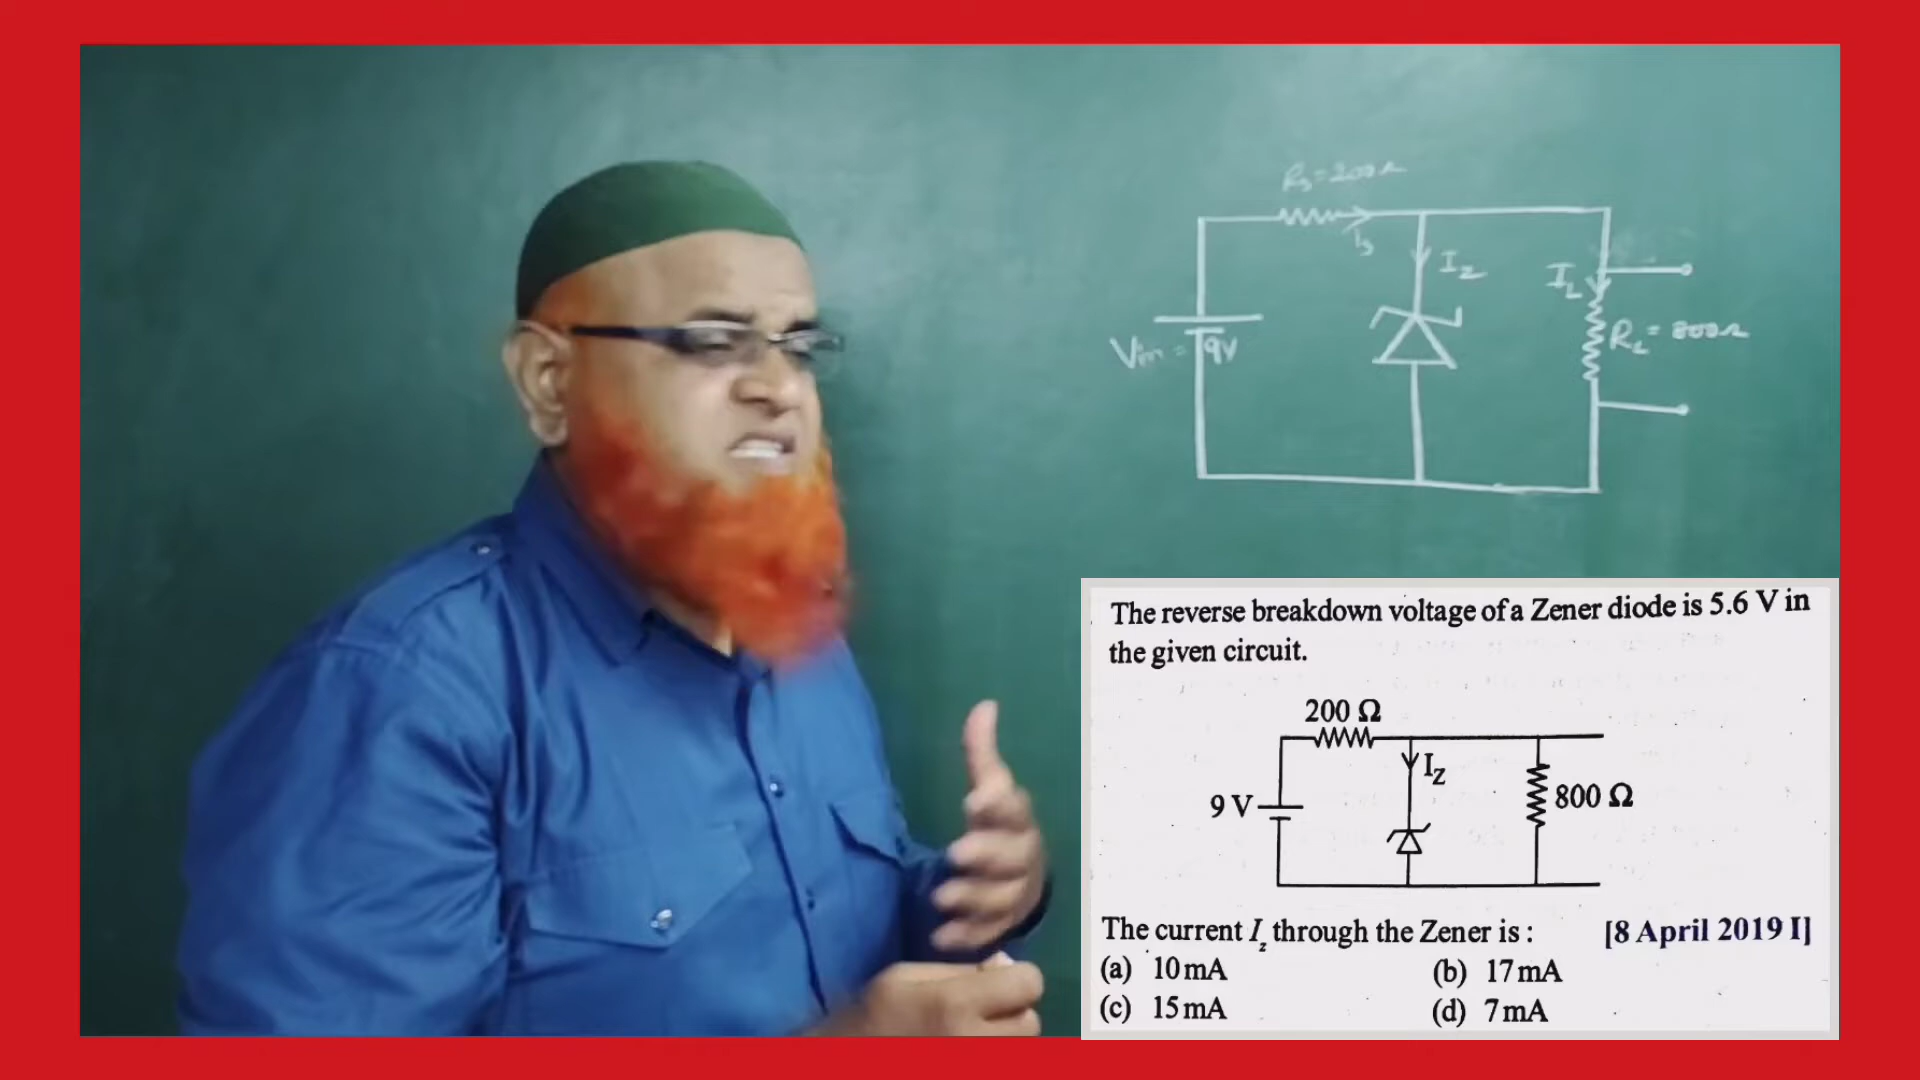 Rs=200Ω
Is
Iz
IL
Vin = 9V
RL = 800Ω
The reverse breakdown voltage of a Zener diode is 5.6 V in
the given circuit.
200 Ω
IZ
9 V
800 Ω
The current Iz through the Zener is : [8 April 2019 I]
(a) 10 mA (b) 17 mA
(c) 15 mA (d) 7 mA